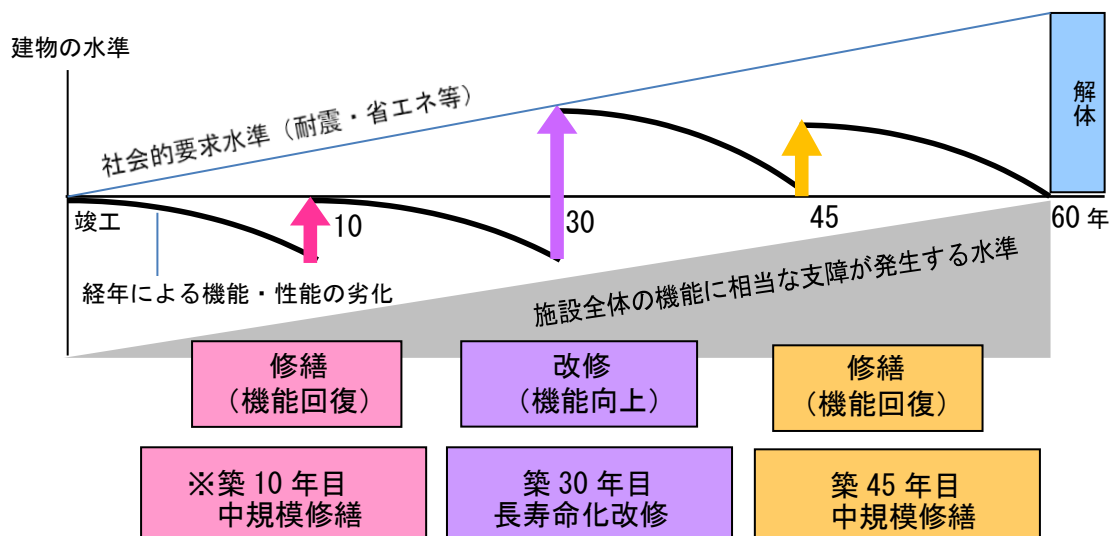 建物の水準
社会的要求水準（耐震・省エネ等）
解体
竣工
10
30
45
60 年
経年による機能・性能の劣化
施設全体の機能に相当な支障が発生する水準
修繕
（機能回復）
改修
（機能向上）
修繕
（機能回復）
※築 10 年目
中規模修繕
築 30 年目
長寿命化改修
築 45 年目
中規模修繕